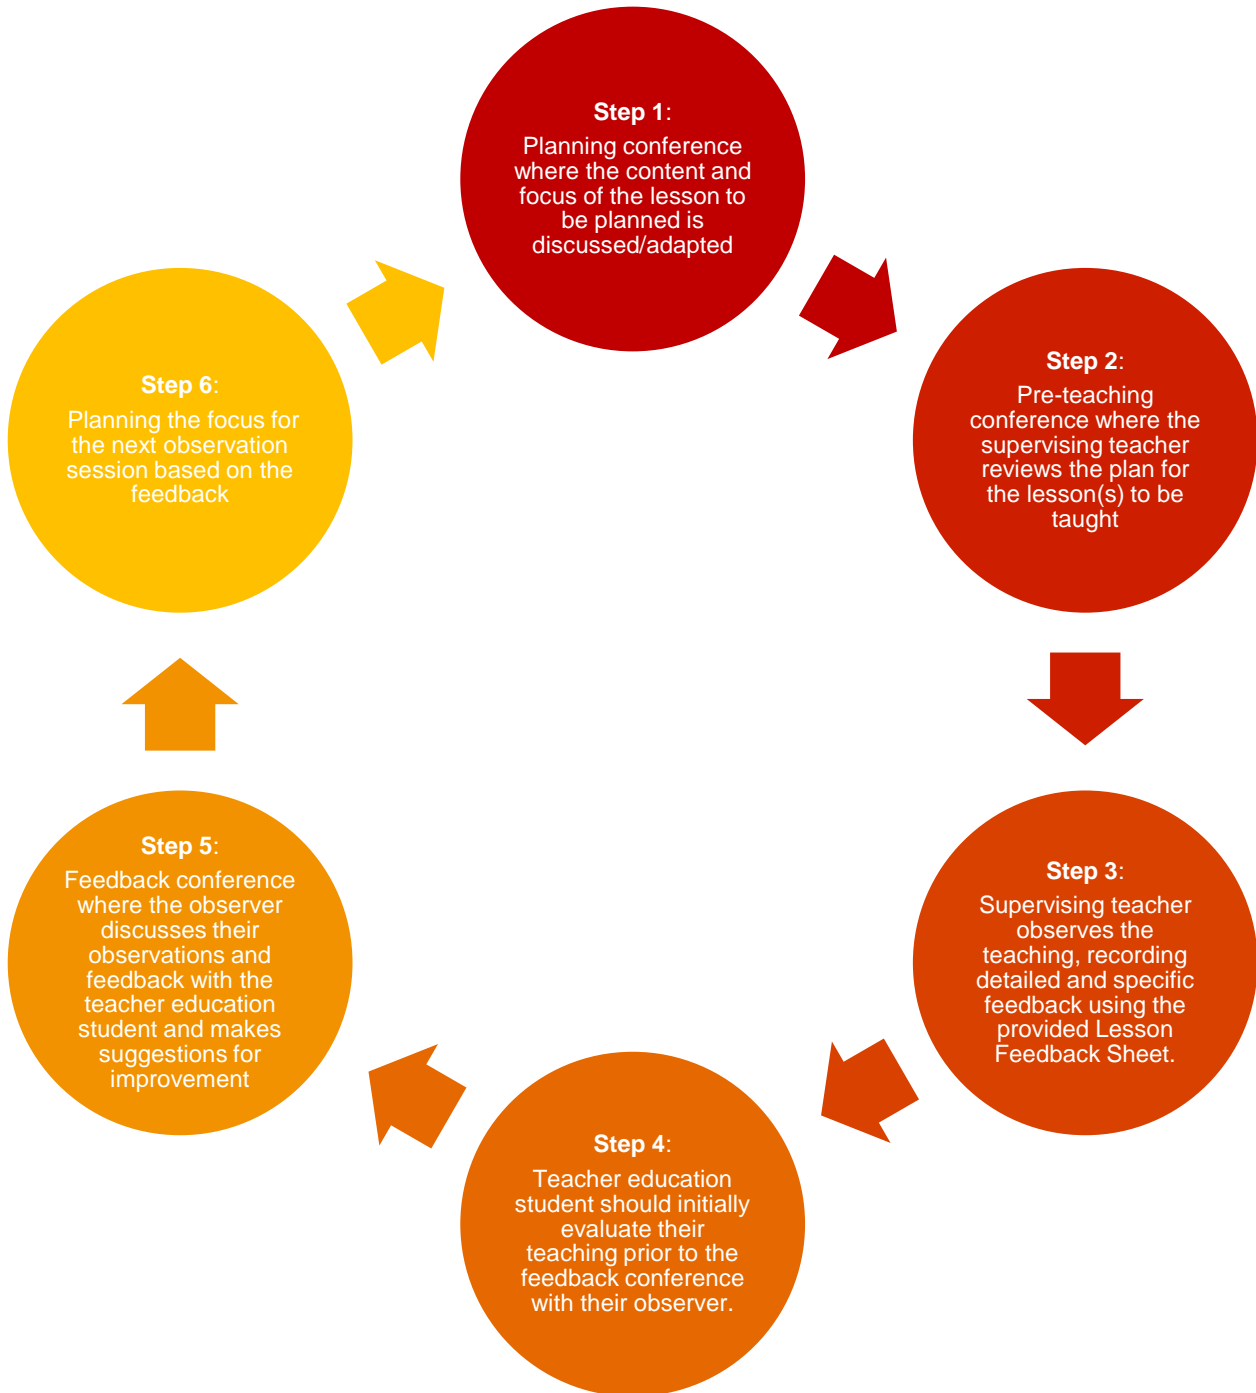 Step 1:
Planning conference
where the content and
focus of the lesson to
be planned is
discussed/adapted
Step 2:
Pre-teaching
conference where the
supervising teacher
reviews the plan for
the lesson(s) to be
taught
Step 3:
Supervising teacher
observes the
teaching, recording
detailed and specific
feedback using the
provided Lesson
Feedback Sheet.
Step 4:
Teacher education
student should initially
evaluate their
teaching prior to the
feedback conference
with their observer.
Step 5:
Feedback conference
where the observer
discusses their
observations and
feedback with the
teacher education
student and makes
suggestions for
improvement
Step 6:
Planning the focus for
the next observation
session based on the
feedback